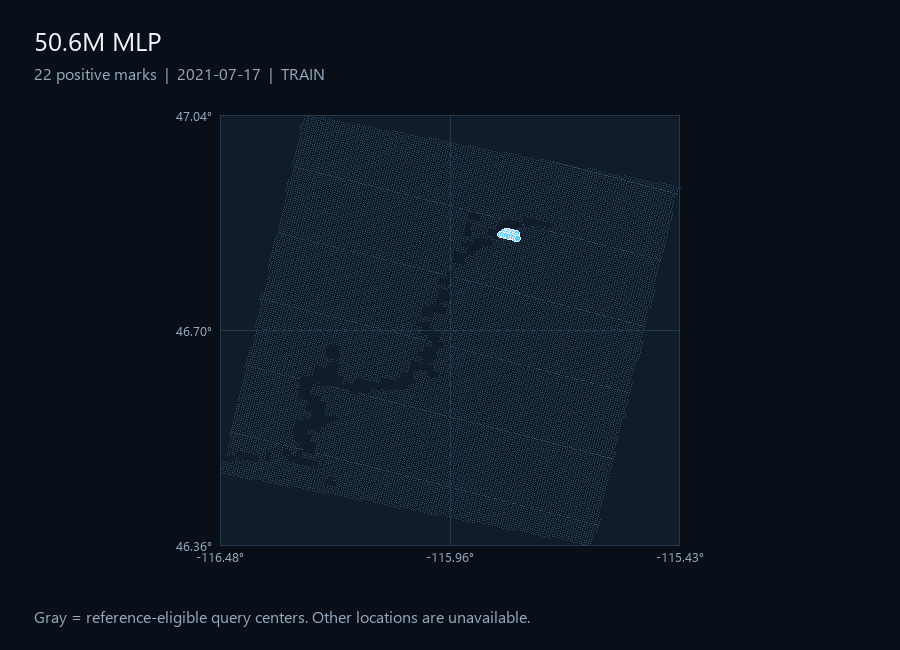 50.6M MLP
22 positive marks | 2021-07-17 | TRAIN
47.04°
46.70°
46.36°
-116.48°
-115.96°
-115.43°
Gray = reference-eligible query centers. Other locations are unavailable.